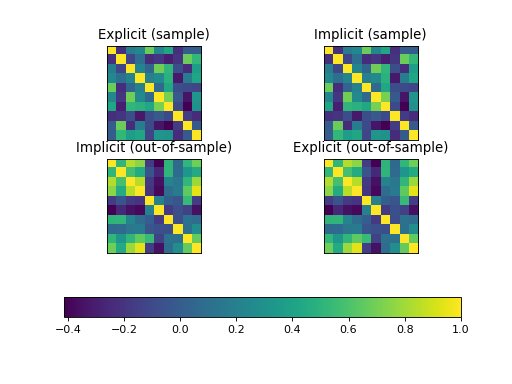 Explicit (sample) Implicit (sample)
Implicit (out-of-sample) Explicit (out-of-sample)
−0.4 −0.2 0.0 0.2 0.4 0.6 0.8 1.0